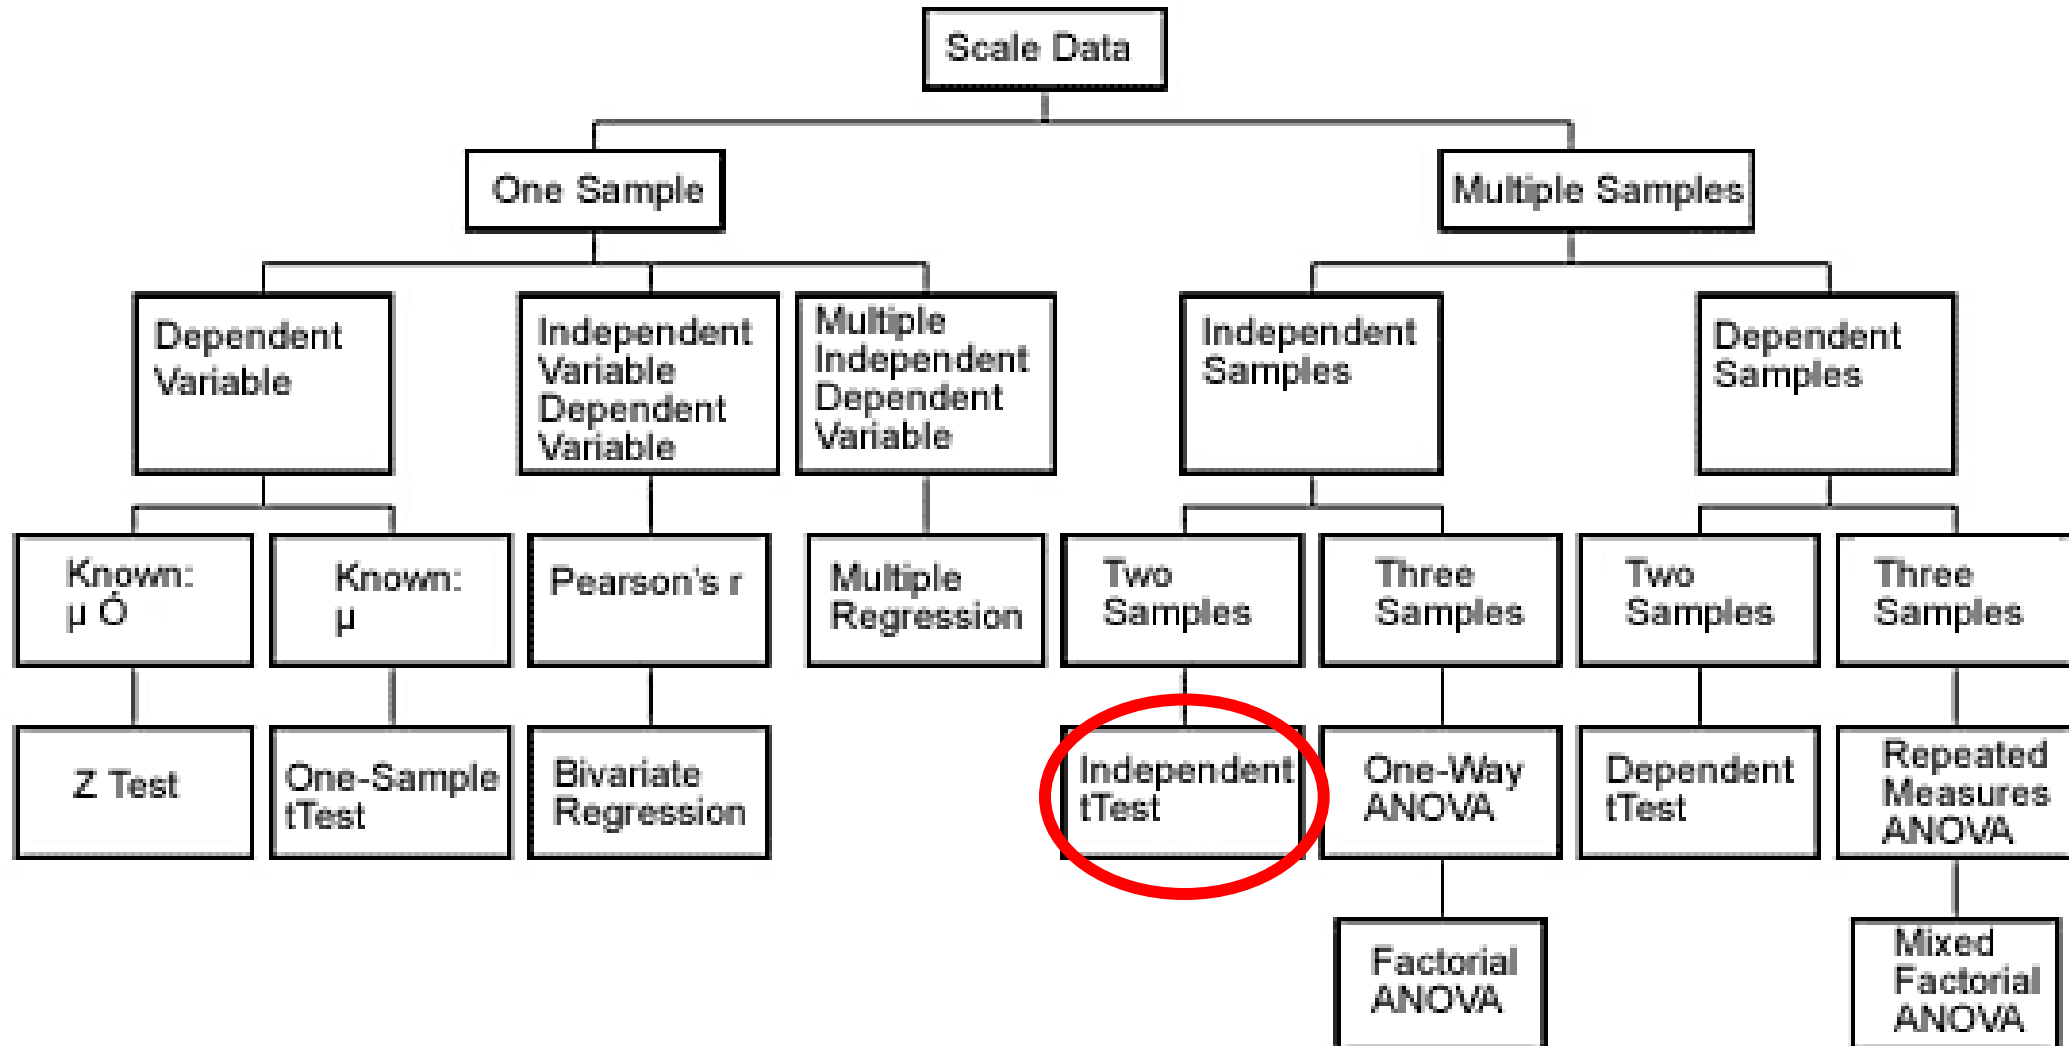 Scale Data
One Sample
Multiple Samples
Dependent
Variable
Independent
Variable
Dependent
Variable
Multiple
Independent
Dependent
Variable
Independent
Samples
Dependent
Samples
Known:
µ Ó
Known:
µ
Pearson's r
Multiple
Regression
Two
Samples
Three
Samples
Two
Samples
Three
Samples
Z Test
One-Sample
tTest
Bivariate
Regression
Independent
tTest
One-Way
ANOVA
Dependent
tTest
Repeated
Measures
ANOVA
Factorial
ANOVA
Mixed
Factorial
ANOVA